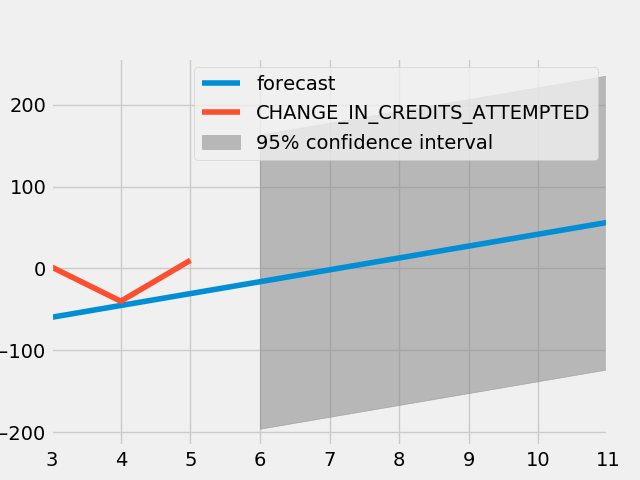 forecast
CHANGE_IN_CREDITS_ATTEMPTED
95% confidence interval
200
100
0
−100
−200
3 4 5 6 7 8 9 10 11